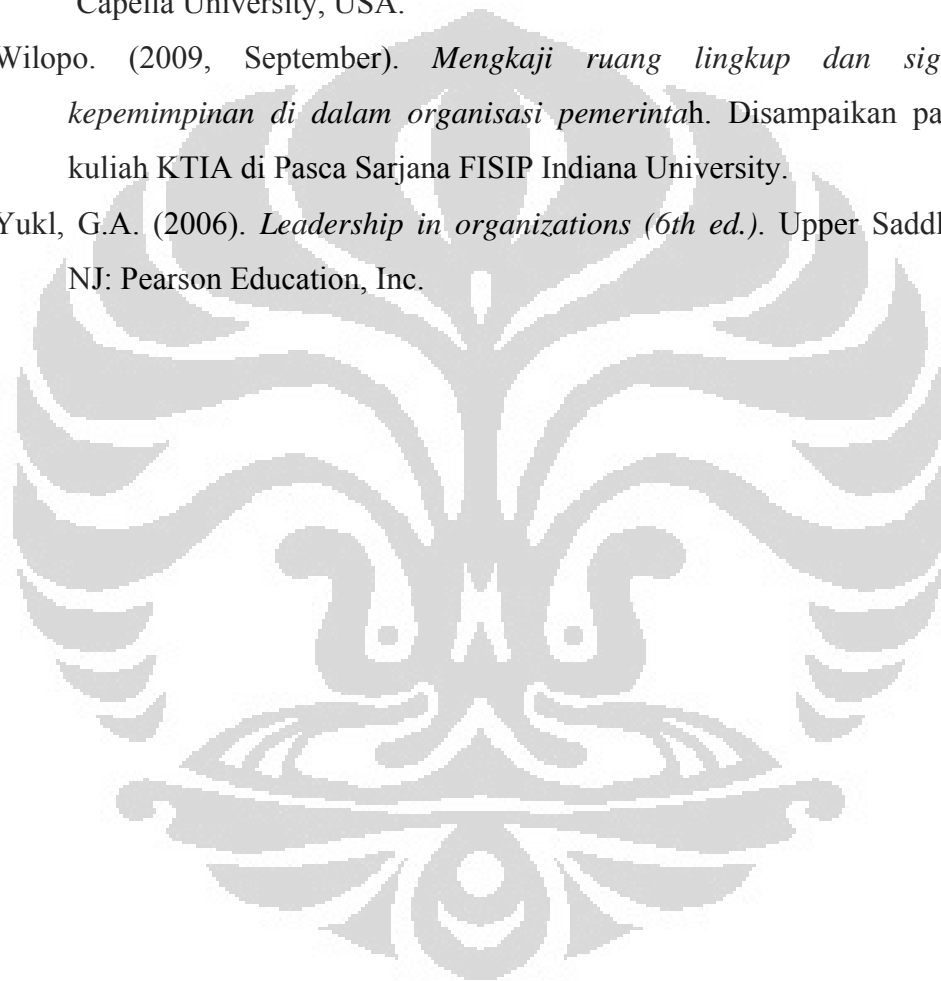 Capella University, USA.
Wilopo. (2009, September). Mengkaji ruang lingkup dan sig
kepemimpinan di dalam organisasi pemerintah. Disampaikan pa
kuliah KTIA di Pasca Sarjana FISIP Indiana University.
Yukl, G.A. (2006). Leadership in organizations (6th ed.). Upper Saddl
NJ: Pearson Education, Inc.